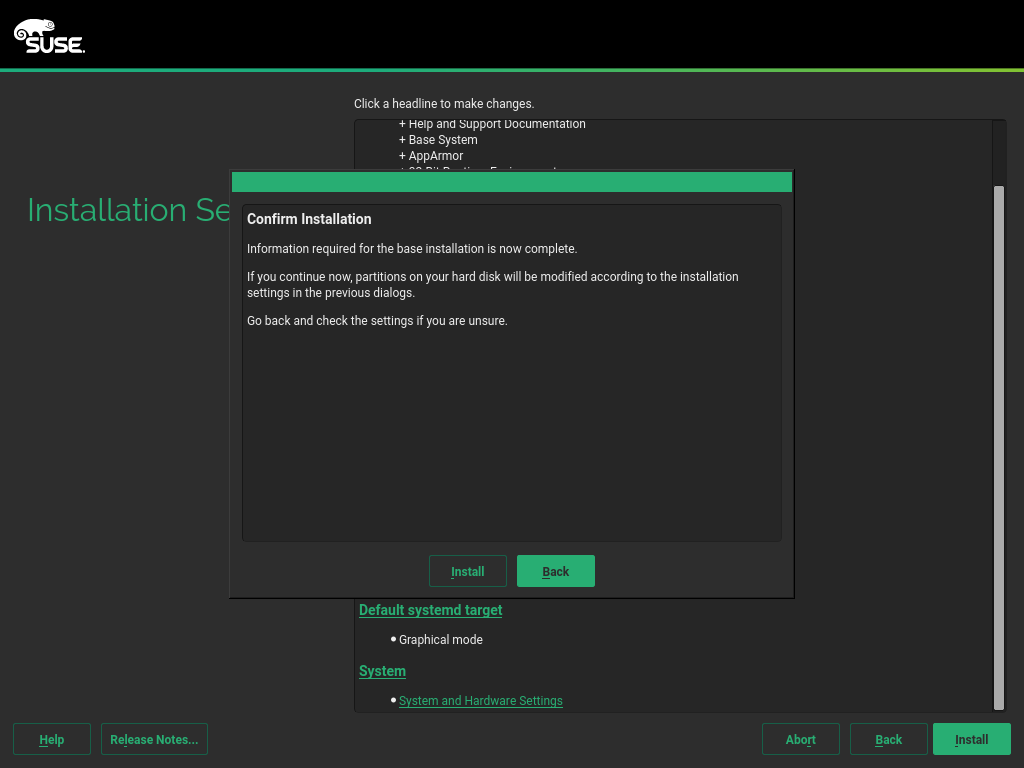 SUSE.
Click a headline to make changes.
+ Help and Support Documentation
+ Base System
+ AppArmor
Installation Se
Confirm Installation
Information required for the base installation is now complete.
If you continue now, partitions on your hard disk will be modified according to the installation
settings in the previous dialogs.
Go back and check the settings if you are unsure.
Install Back
Default systemd target
• Graphical mode
System
• System and Hardware Settings
Help Release Notes... Abort Back Install